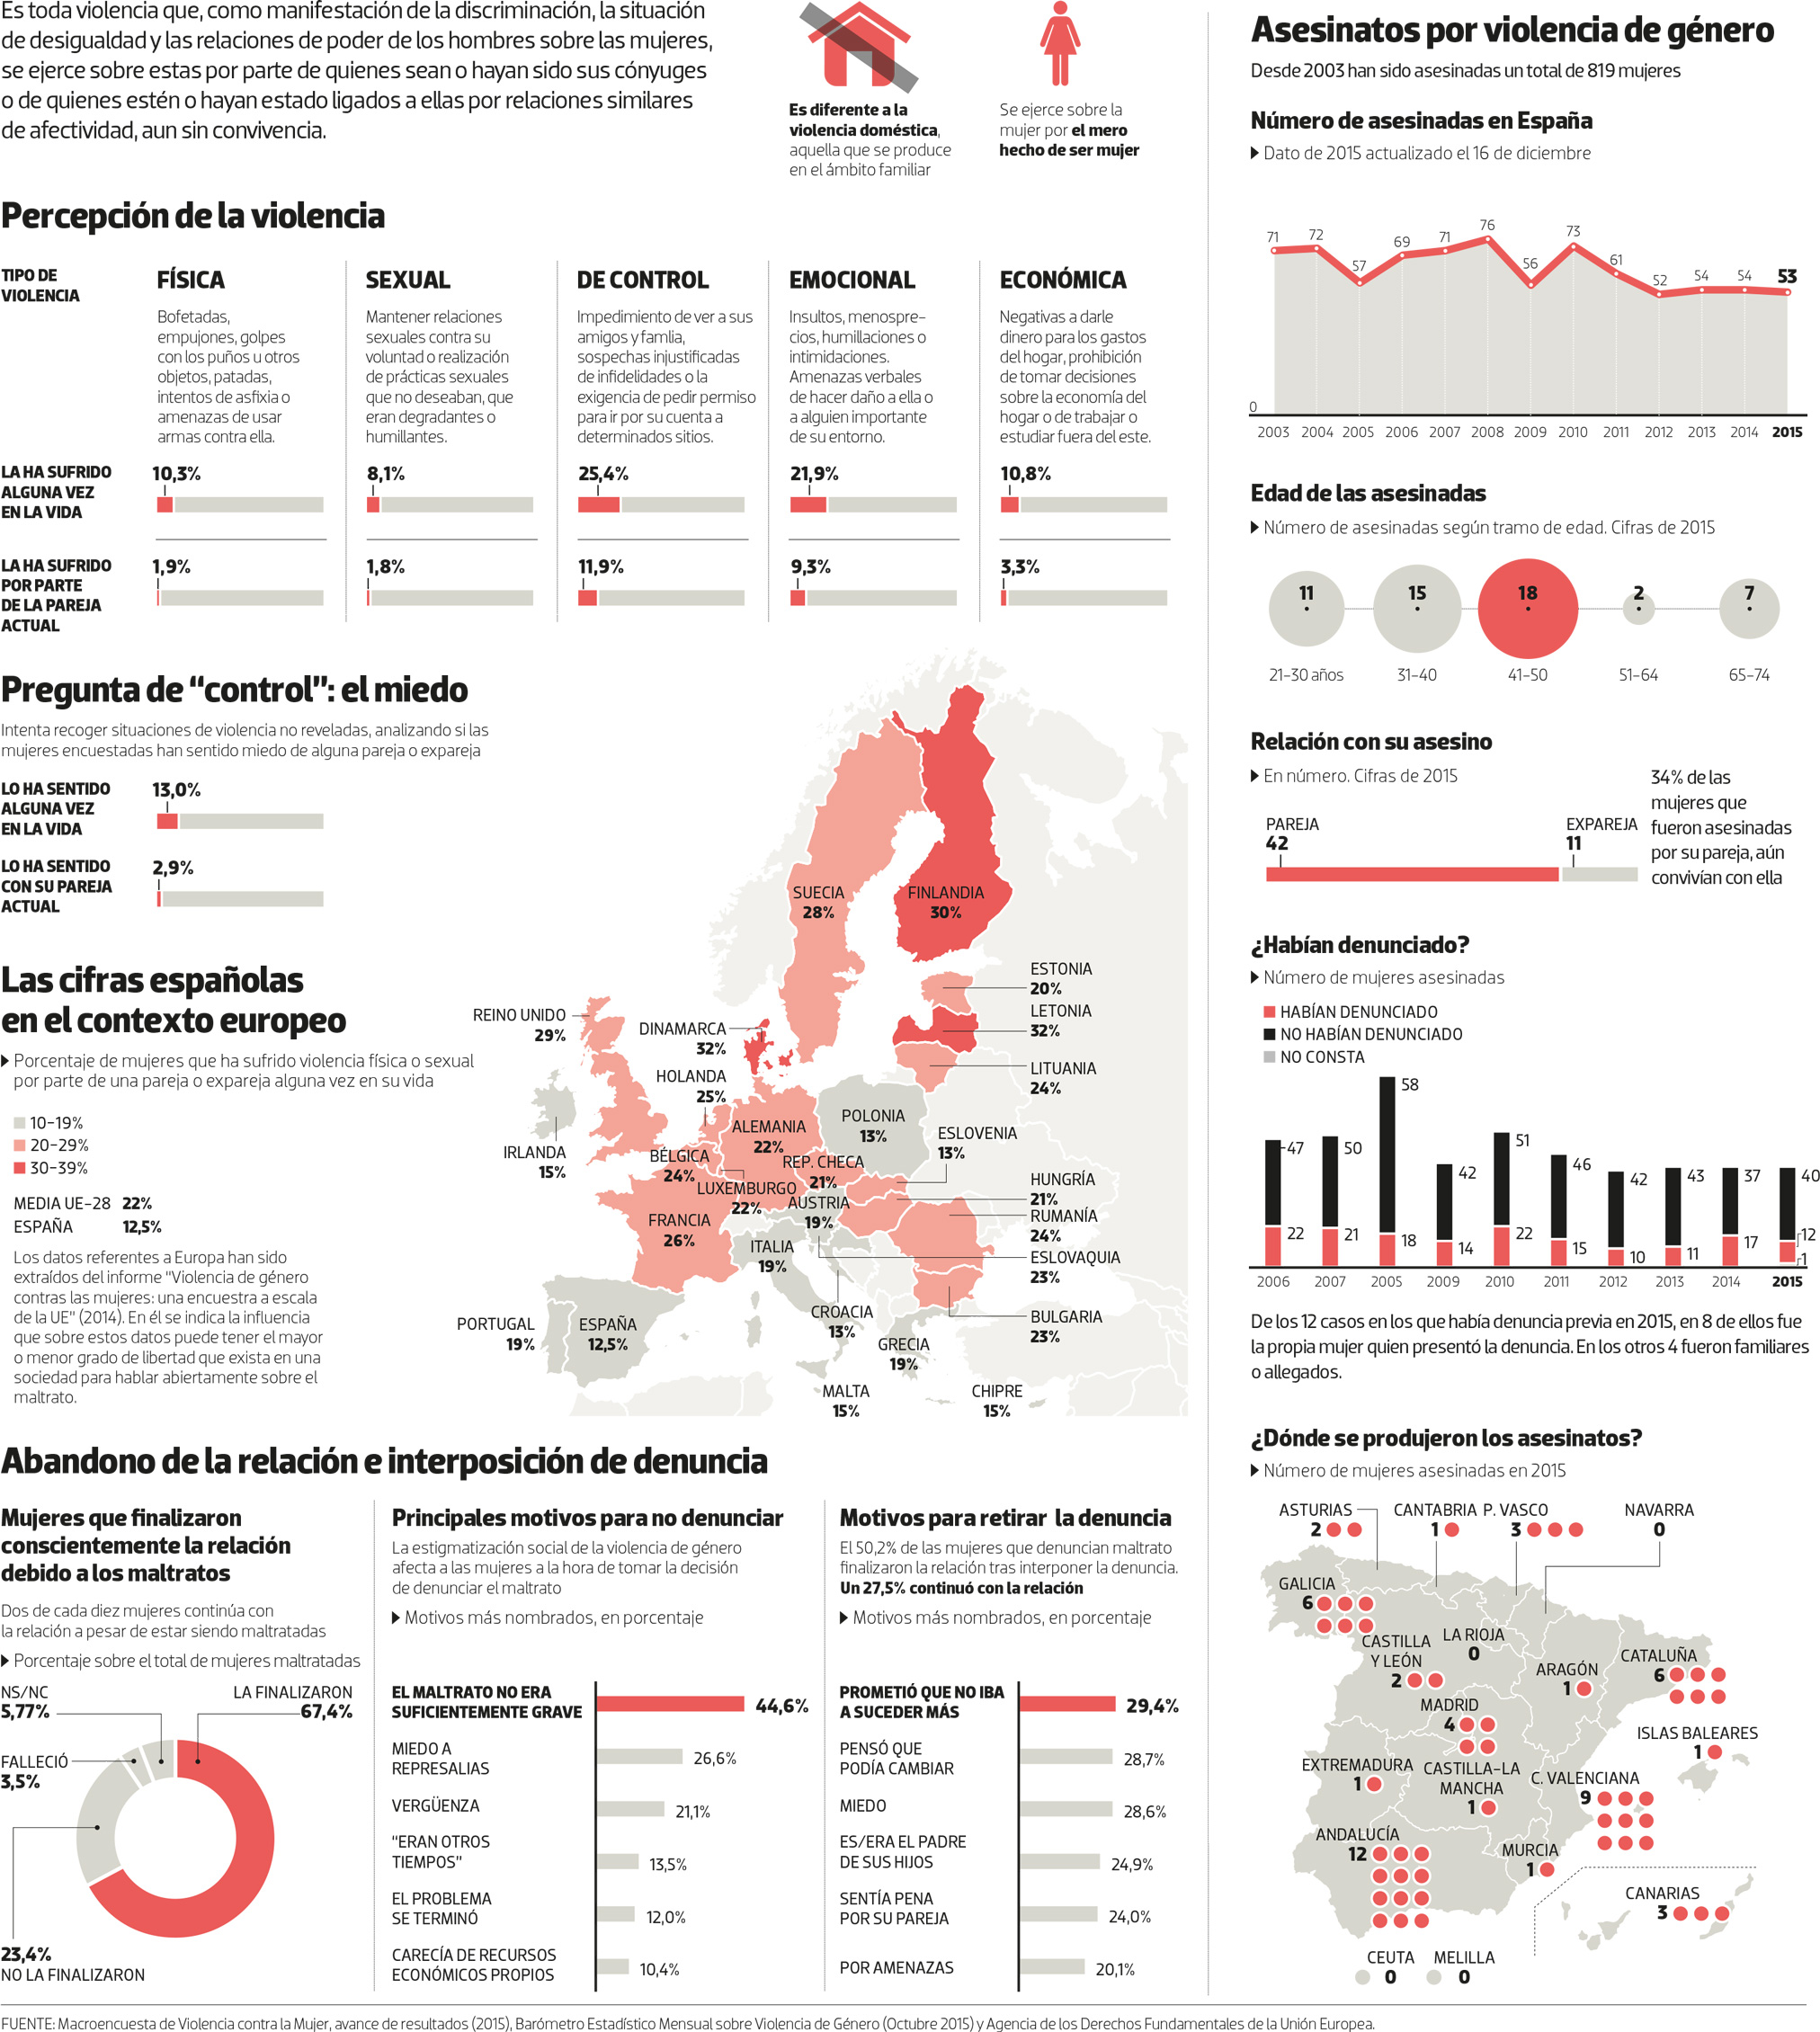 Es toda violencia que, como manifestación de la discriminación, la situación
de desigualdad y las relaciones de poder de los hombres sobre las mujeres,
se ejerce sobre estas por parte de quienes sean o hayan sido sus cónyuges
o de quienes estén o hayan estado ligados a ellas por relaciones similares
de afectividad, aun sin convivencia.
Es diferente a la
violencia doméstica,
aquella que se produce
en el ámbito familiar
Se ejerce sobre la
mujer por el mero
hecho de ser mujer
Percepción de la violencia
TIPO DE
VIOLENCIA
FÍSICA
Bofetadas,
empujones, golpes
con los puños u otros
objetos, patadas,
intentos de asfixia o
amenazas de usar
armas contra ella.
SEXUAL
Mantener relaciones
sexuales contra su
voluntad o realización
de prácticas sexuales
que no deseaban, que
eran degradantes o
humillantes.
DE CONTROL
Impedimiento de ver a sus
amigos y famlia,
sospechas injustificadas
de infidelidades o la
exigencia de pedir permiso
para ir por su cuenta a
determinados sitios.
EMOCIONAL
Insultos, menospre-
cios, humillaciones o
intimidaciones.
Amenazas verbales
de hacer daño a ella o
a alguien importante
de su entorno.
ECONÓMICA
Negativas a darle
dinero para los gastos
del hogar, prohibición
de tomar decisiones
sobre la economía del
hogar o de trabajar o
estudiar fuera del este.
LA HA SUFRIDO
ALGUNA VEZ
EN LA VIDA
10,3%
8,1%
25,4%
21,9%
10,8%
LA HA SUFRIDO
POR PARTE
DE LA PAREJA
ACTUAL
1,9%
1,8%
11,9%
9,3%
3,3%
Pregunta de “control”: el miedo
Intenta recoger situaciones de violencia no reveladas, analizando si las
mujeres encuestadas han sentido miedo de alguna pareja o expareja
LO HA SENTIDO
ALGUNA VEZ
EN LA VIDA
13,0%
LO HA SENTIDO
CON SU PAREJA
ACTUAL
2,9%
Las cifras españolas
en el contexto europeo
Porcentaje de mujeres que ha sufrido violencia física o sexual
por parte de una pareja o expareja alguna vez en su vida
10-19%
20-29%
30-39%
MEDIA UE-28 22%
ESPAÑA 12,5%
Los datos referentes a Europa han sido
extraídos del informe "Violencia de género
contras las mujeres: una encuesta a escala
de la UE" (2014). En él se indica la influencia
que sobre estos datos puede tener el mayor
o menor grado de libertad que exista en una
sociedad para hablar abiertamente sobre el
maltrato.
SUECIA
28%
FINLANDIA
30%
ESTONIA
20%
LETONIA
32%
LITUANIA
24%
REINO UNIDO
29%
DINAMARCA
32%
HOLANDA
25%
IRLANDA
15%
BÉLGICA
24%
ALEMANIA
22%
POLONIA
13%
ESLOVENIA
13%
REP. CHECA
21%
LUXEMBURGO
22%
HUNGRÍA
21%
AUSTRIA
19%
RUMANÍA
24%
FRANCIA
26%
ITALIA
19%
ESLOVAQUIA
23%
PORTUGAL
19%
ESPAÑA
12,5%
CROACIA
13%
BULGARIA
23%
GRECIA
19%
MALTA
15%
CHIPRE
15%
Abandono de la relación e interposición de denuncia
Mujeres que finalizaron
conscientemente la relación
debido a los maltratos
Dos de cada diez mujeres continúa con
la relación a pesar de estar siendo maltratadas
Porcentaje sobre el total de mujeres maltratadas
NS/NC
5,77%
LA FINALIZARON
67,4%
FALLECIÓ
3,5%
23,4%
NO LA FINALIZARON
Principales motivos para no denunciar
La estigmatización social de la violencia de género
afecta a las mujeres a la hora de tomar la decisión
de denunciar el maltrato
Motivos más nombrados, en porcentaje
EL MALTRATO NO ERA
SUFICIENTEMENTE GRAVE
44,6%
MIEDO A
REPRESALIAS
26,6%
VERGÜENZA
21,1%
"ERAN OTROS
TIEMPOS"
13,5%
EL PROBLEMA
SE TERMINÓ
12,0%
CARECÍA DE RECURSOS
ECONÓMICOS PROPIOS
10,4%
Motivos para retirar la denuncia
El 50,2% de las mujeres que denuncian maltrato
finalizaron la relación tras interponer la denuncia.
Un 27,5% continuó con la relación
Motivos más nombrados, en porcentaje
PROMETIÓ QUE NO IBA
A SUCEDER MÁS
29,4%
PENSÓ QUE
PODÍA CAMBIAR
28,7%
MIEDO
28,6%
ES/ERA EL PADRE
DE SUS HIJOS
24,9%
SENTÍA PENA
POR SU PAREJA
24,0%
POR AMENAZAS
20,1%
Asesinatos por violencia de género
Desde 2003 han sido asesinadas un total de 819 mujeres
Número de asesinadas en España
Dato de 2015 actualizado el 16 de diciembre
71 72 57 69 71 76 56 73 61 52 54 54 53
0
2003 2004 2005 2006 2007 2008 2009 2010 2011 2012 2013 2014 2015
Edad de las asesinadas
Número de asesinadas según tramo de edad. Cifras de 2015
11 15 18 2 7
21-30 años 31-40 41-50 51-64 65-74
Relación con su asesino
En número. Cifras de 2015
PAREJA
42
EXPAREJA
11
34% de las
mujeres que
fueron asesinadas
por su pareja, aún
convivían con ella
¿Habían denunciado?
Número de mujeres asesinadas
HABÍAN DENUNCIADO
NO HABÍAN DENUNCIADO
NO CONSTA
47 50 58 42 51 46 42 43 37 40
22 21 18 14 22 15 10 11 17 12
1
2006 2007 2005 2009 2010 2011 2012 2013 2014 2015
De los 12 casos en los que había denuncia previa en 2015, en 8 de ellos fue
la propia mujer quien presentó la denuncia. En los otros 4 fueron familiares
o allegados.
¿Dónde se produjeron los asesinatos?
Número de mujeres asesinadas en 2015
ASTURIAS
2
CANTABRIA
1
P. VASCO
3
NAVARRA
0
GALICIA
6
CASTILLA
Y LEÓN
2
LA RIOJA
0
ARAGÓN
1
CATALUÑA
6
MADRID
4
ISLAS BALEARES
1
EXTREMADURA
1
CASTILLA-LA
MANCHA
1
C. VALENCIANA
9
ANDALUCÍA
12
MURCIA
1
CANARIAS
3
CEUTA
0
MELILLA
0
FUENTE: Macroencuesta de Violencia contra la Mujer, avance de resultados (2015), Barómetro Estadístico Mensual sobre Violencia de Género (Octubre 2015) y Agencia de los Derechos Fundamentales de la Unión Europea.